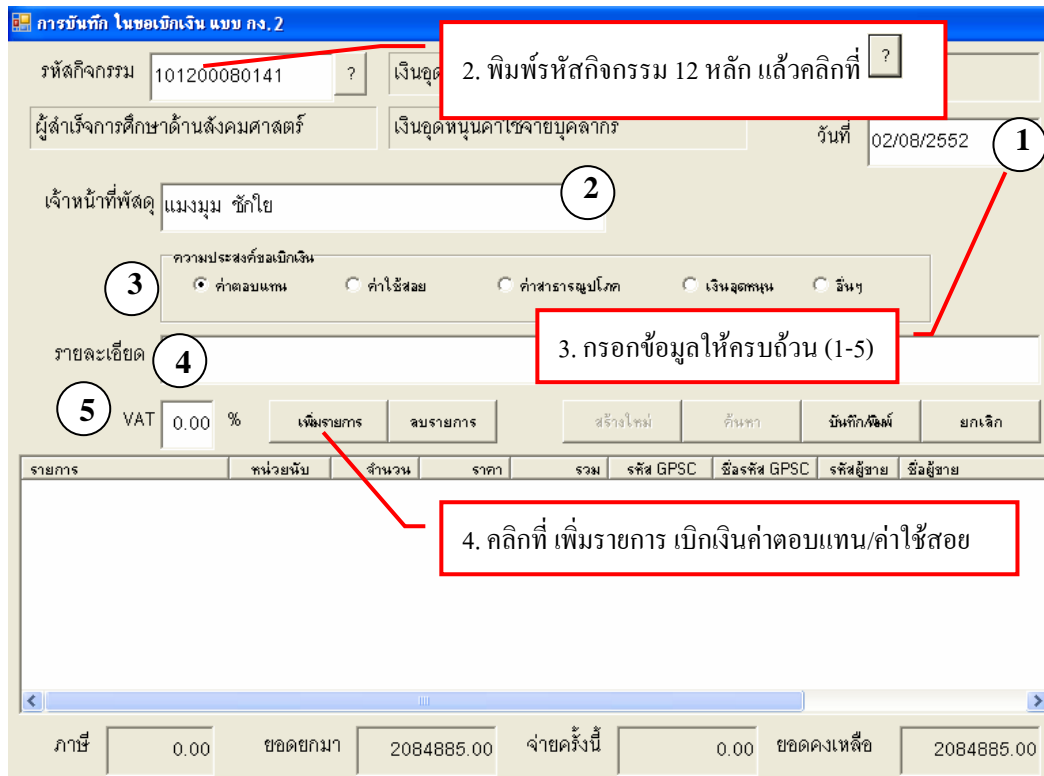 การบันทึก ใบขอเบิกเงิน แบบ กง.2
2. พิมพ์รหัสกิจกรรม 12 หลัก แล้วคลิกที่ ?
รหัสกิจกรรม 101200080141 ? เงินอุด
ผู้สำเร็จการศึกษาด้านสังคมศาสตร์ เงินอุดหนุนค่าใช้จ่ายบุคลากร วันที่ 02/08/2552 1
เจ้าหน้าที่พัสดุ แมงมุม ชักใย 2
ความประสงค์ขอเบิกเงิน
3 ค่าตอบแทน ค่าใช้สอย ค่าสาธารณูปโภค เงินอุดหนุน อื่นๆ
3. กรอกข้อมูลให้ครบถ้วน (1-5)
รายละเอียด 4
5 VAT 0.00 % เพิ่มรายการ ลบรายการ สร้างใหม่ ค้นหา บันทึก/พิมพ์ ยกเลิก
รายการ หน่วยนับ จำนวน ราคา รวม รหัส GPSC ชื่อรหัส GPSC รหัสผู้ขาย ชื่อผู้ขาย
4. คลิกที่ เพิ่มรายการ เบิกเงินค่าตอบแทน/ค่าใช้สอย
ภาษี 0.00 ยอดยกมา 2084885.00 จ่ายครั้งนี้ 0.00 ยอดคงเหลือ 2084885.00